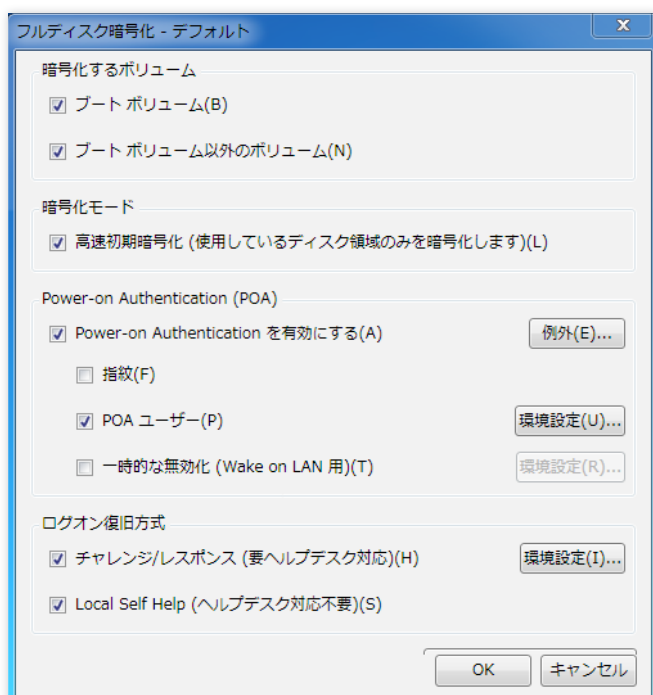 フルディスク暗号化 - デフォルト
x
暗号化するボリューム
ブート ボリューム(B)
ブート ボリューム以外のボリューム(N)
暗号化モード
高速初期暗号化 (使用しているディスク領域のみを暗号化します)(L)
Power-on Authentication (POA)
Power-on Authentication を有効にする(A) 例外(E)...
指紋(F)
POA ユーザー(P) 環境設定(U)...
一時的な無効化 (Wake on LAN 用)(T) 環境設定(R)...
ログオン復旧方式
チャレンジ/レスポンス (要ヘルプデスク対応)(H) 環境設定(I)...
Local Self Help (ヘルプデスク対応不要)(S)
OK キャンセル